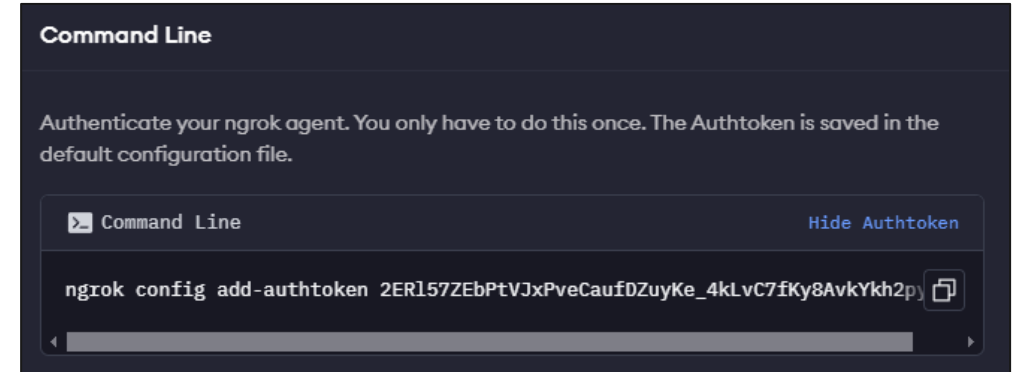 Command Line
Authenticate your ngrok agent. You only have to do this once. The Authtoken is saved in the
default configuration file.
Command Line
Hide Authtoken
ngrok config add-authtoken 2ERl57ZEbPtVJxPveCaufDZuyKe_4kLvC7fKy8AvkYkh2p